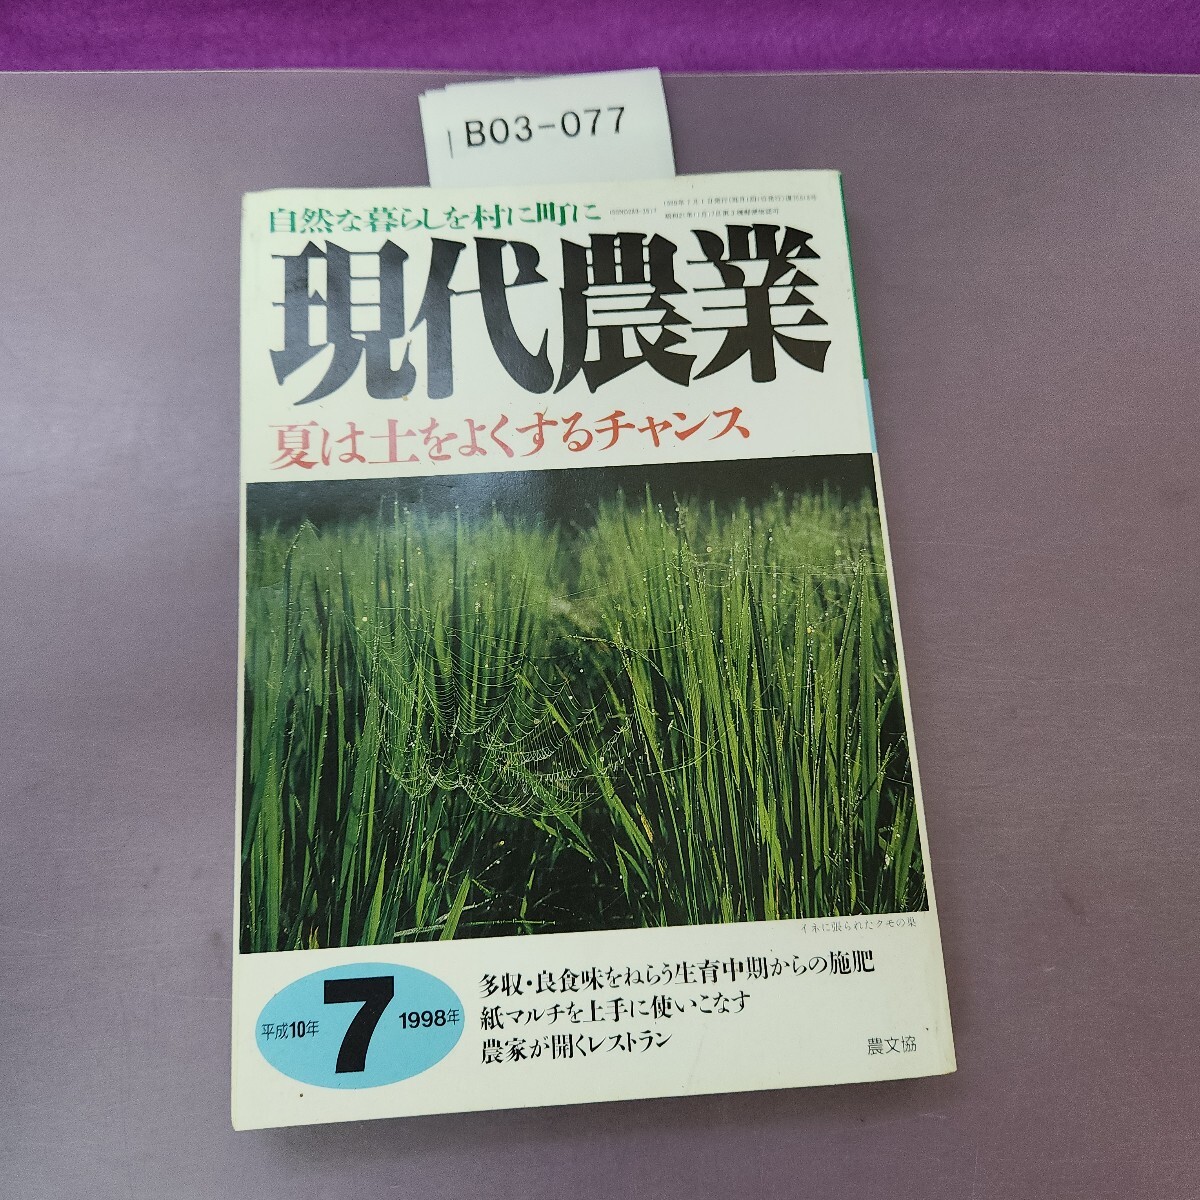 B03-077
自然な暮らしを村に町に
現代農業
夏は土をよくするチャンス
イネに張られたクモの巣
平成10年 7 1998年
多収・良食味をねらう生育中期からの施肥
紙マルチを上手に使いこなす
農家が開くレストラン
農文協